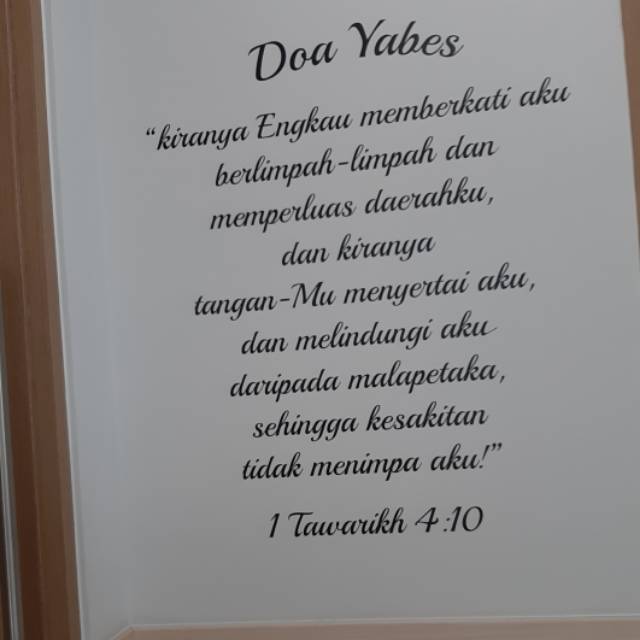 Doa Yabes
“kiranya Engkau memberkati aku
berlimpah-limpah dan
memperluas daerahku,
dan kiranya
tangan-Mu menyertai aku,
dan melindungi aku
daripada malapetaka,
sehingga kesakitan
tidak menimpa aku!”
1 Tawarikh 4:10